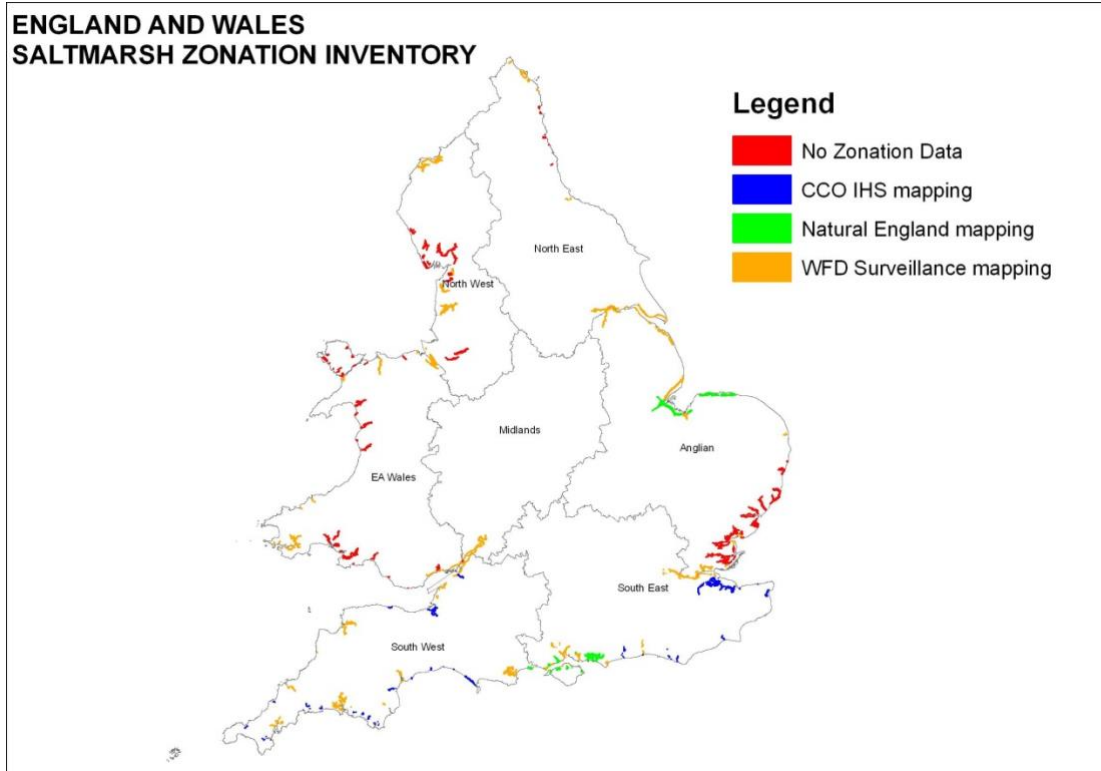 ENGLAND AND WALES
SALTMARSH ZONATION INVENTORY
Legend
No Zonation Data
CCO IHS mapping
Natural England mapping
WFD Surveillance mapping
North East
North West
Midlands
Anglian
EA Wales
South East
South West